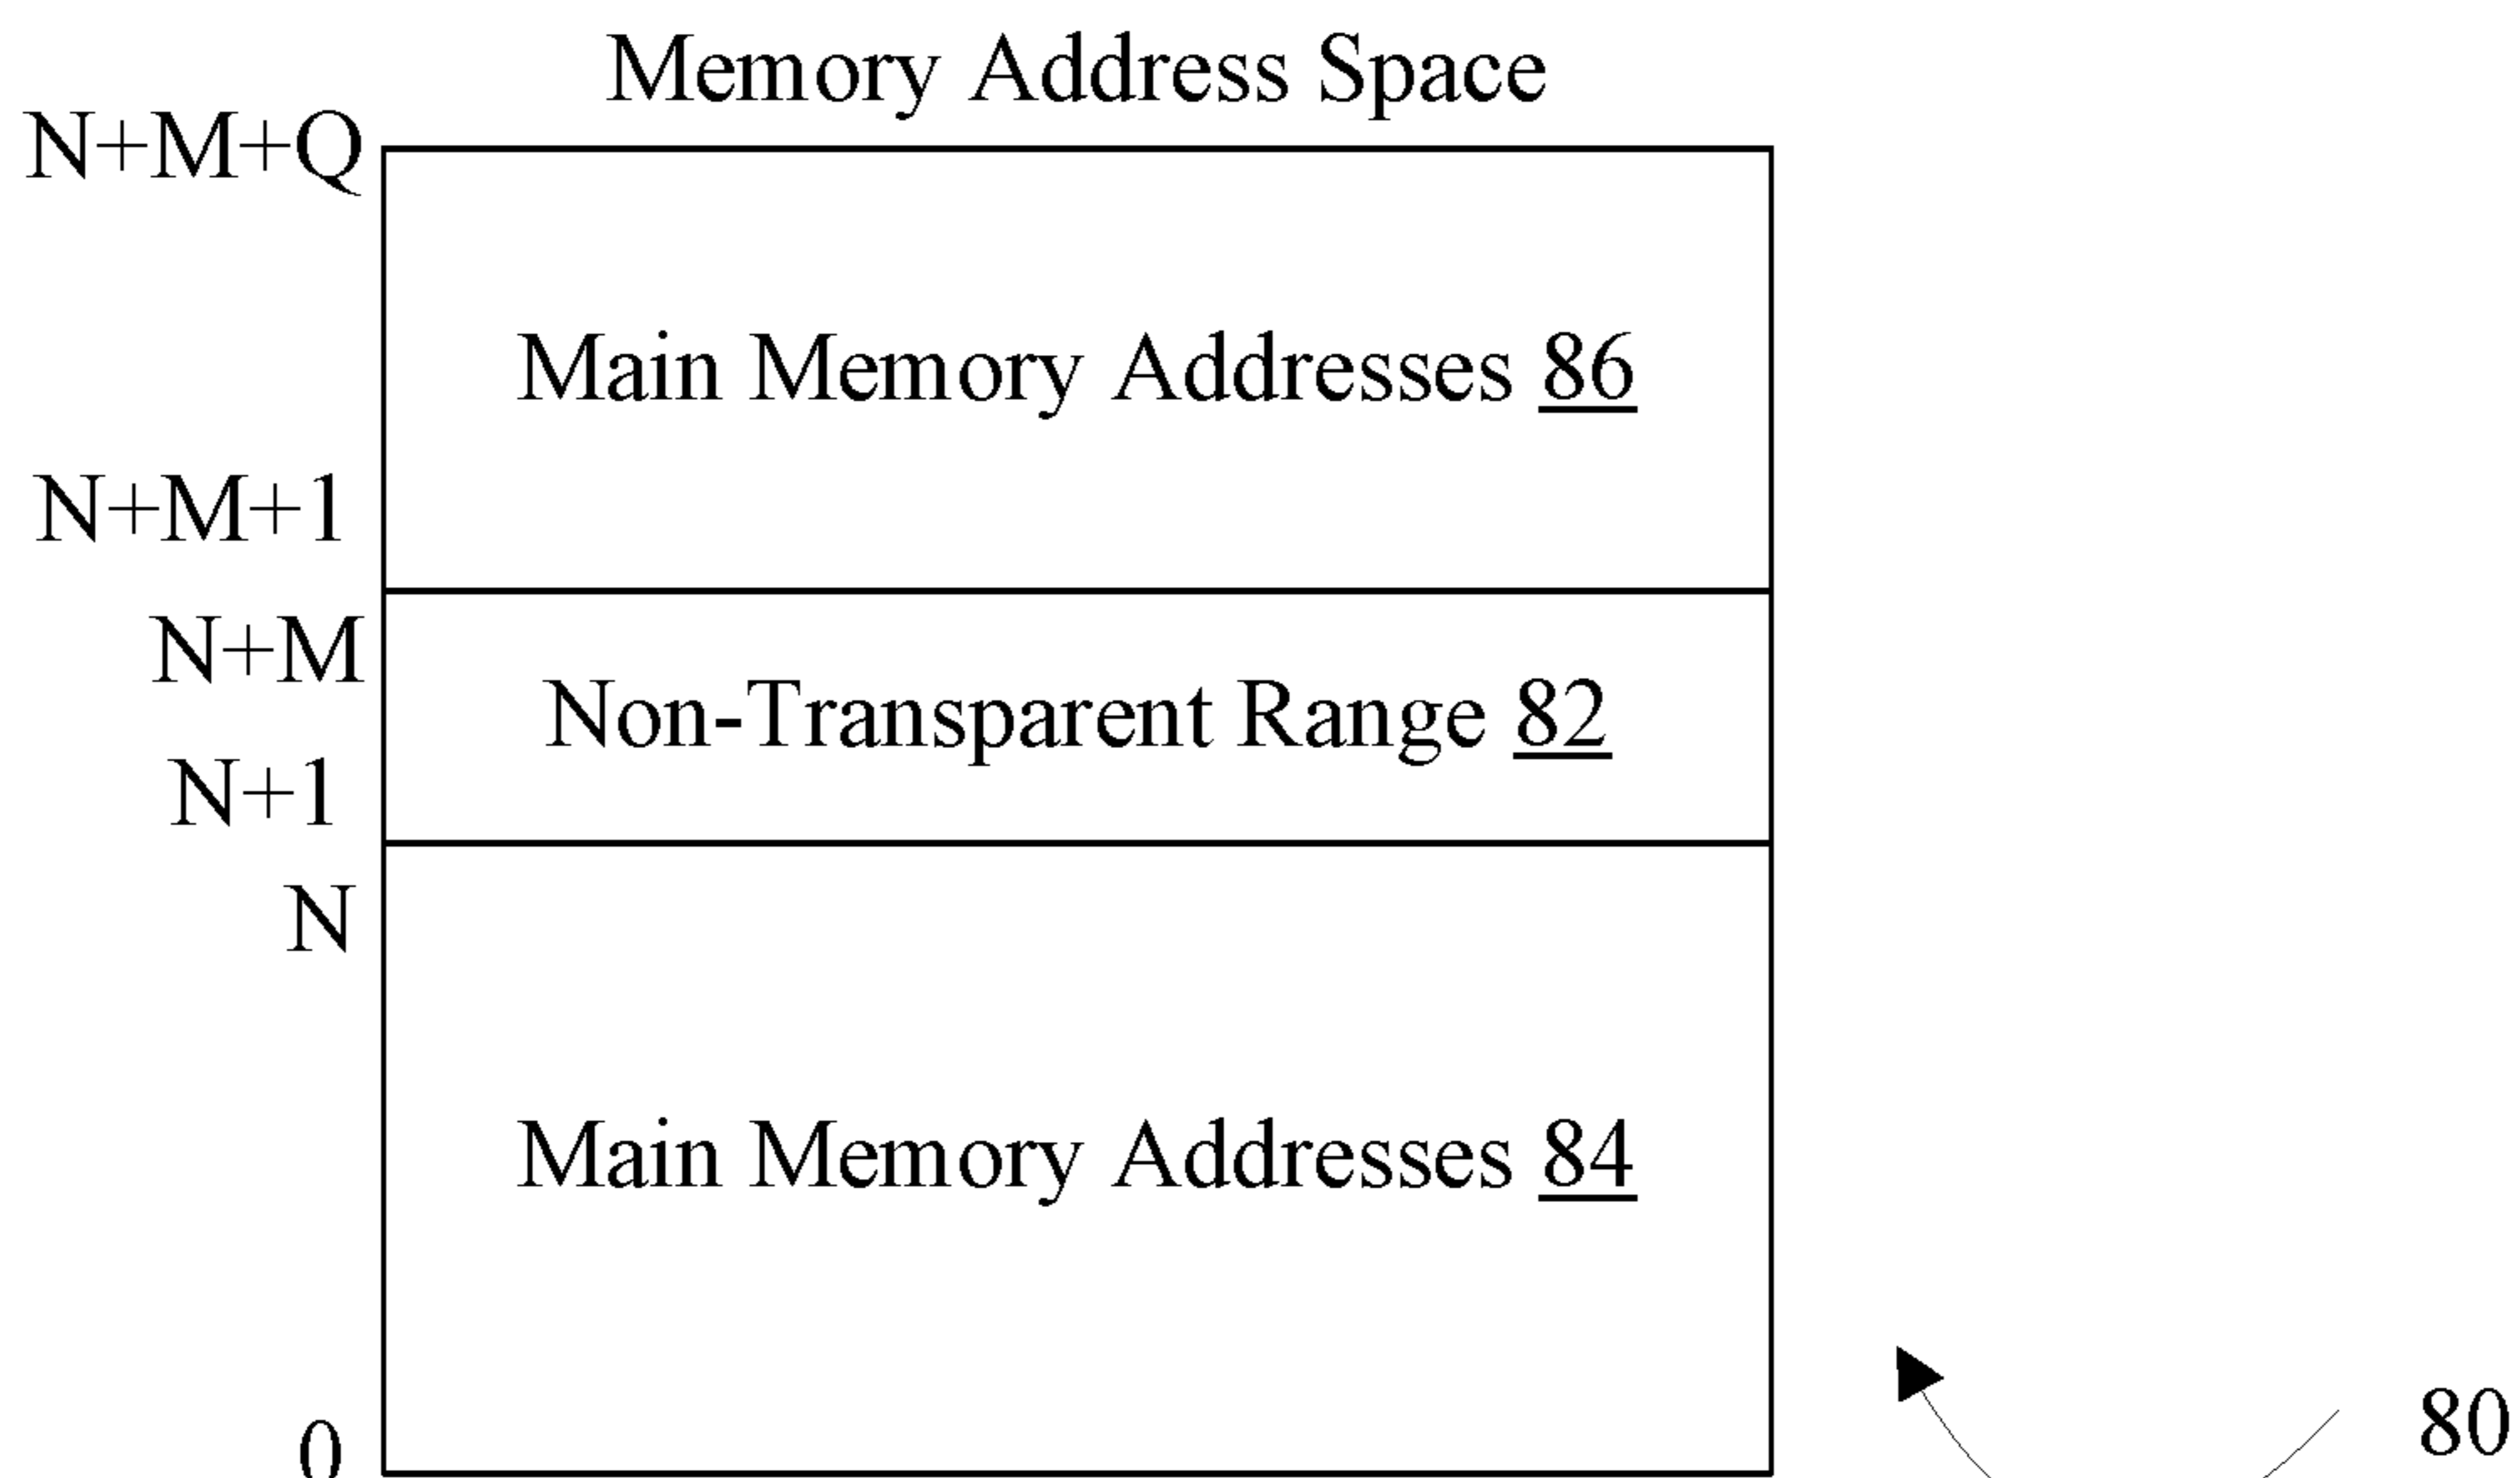 Memory Address Space
N+M+Q
Main Memory Addresses 86
N+M+1
N+M
Non-Transparent Range 82
N+1
N
Main Memory Addresses 84
80
0